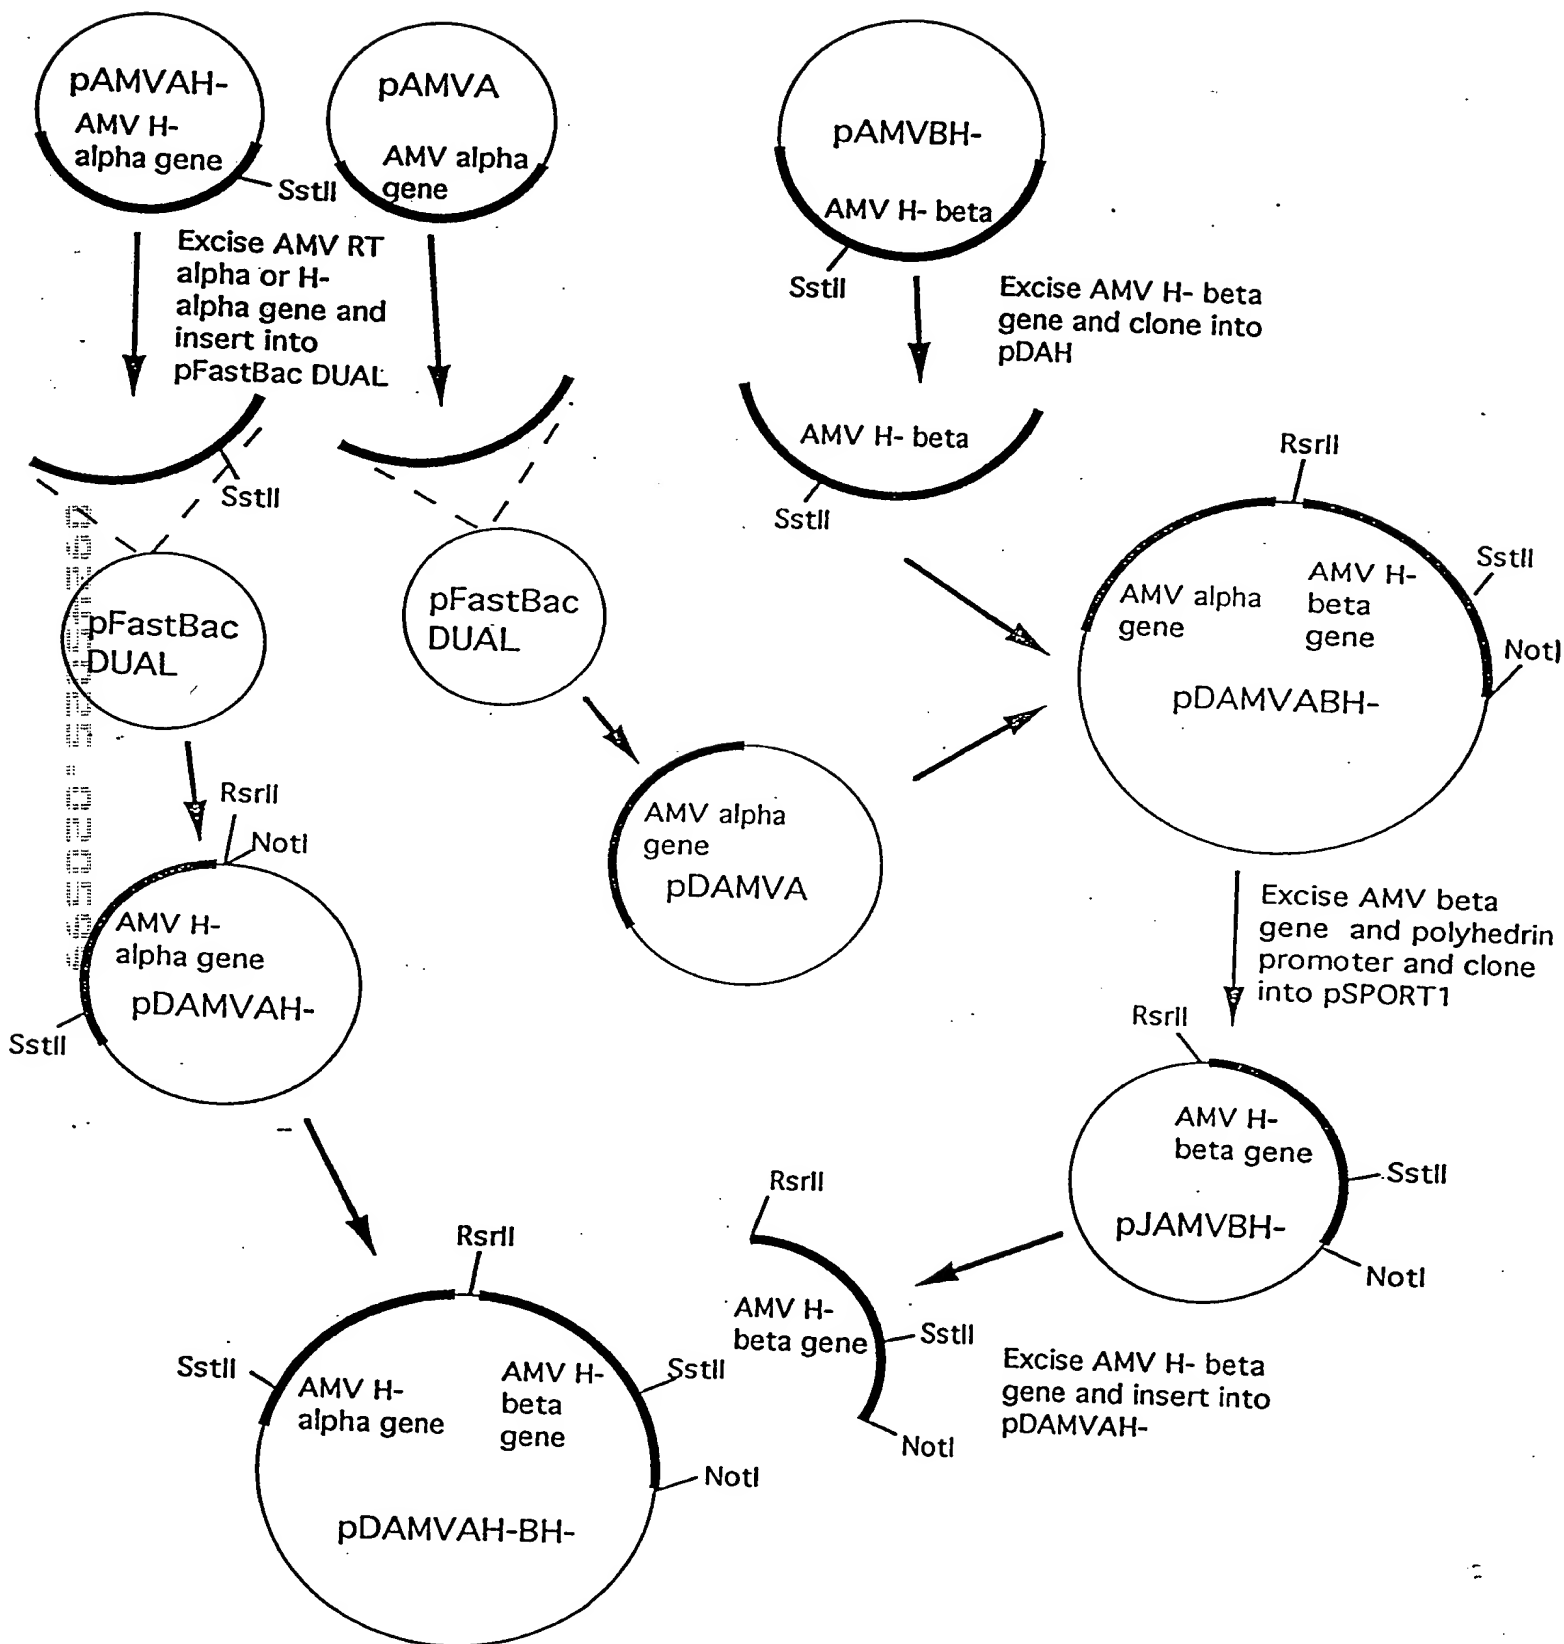 pAMVAH-
AMV H-
alpha gene
SstII
pAMVA
AMV alpha
gene
pAMVBH-
AMV H- beta
SstII
Excise AMV RT
alpha or H-
alpha gene and
insert into
pFastBac DUAL
Excise AMV H- beta
gene and clone into
pDAH
SstII
AMV H- beta
SstII
pFastBac
DUAL
pFastBac
DUAL
RsrII
AMV alpha
gene
AMV H-
beta
gene
SstII
NotI
pDAMVABH-
RsrII
NotI
AMV H-
alpha gene
pDAMVAH-
SstII
AMV alpha
gene
pDAMVA
Excise AMV beta
gene and polyhedrin
promoter and clone
into pSPORT1
RsrII
AMV H-
beta gene
SstII
pJAMVBH-
NotI
RsrII
AMV H-
beta gene
SstII
NotI
Excise AMV H- beta
gene and insert into
pDAMVAH-
RsrII
SstII
AMV H-
alpha gene
AMV H-
beta
gene
SstII
NotI
pDAMVAH-BH-